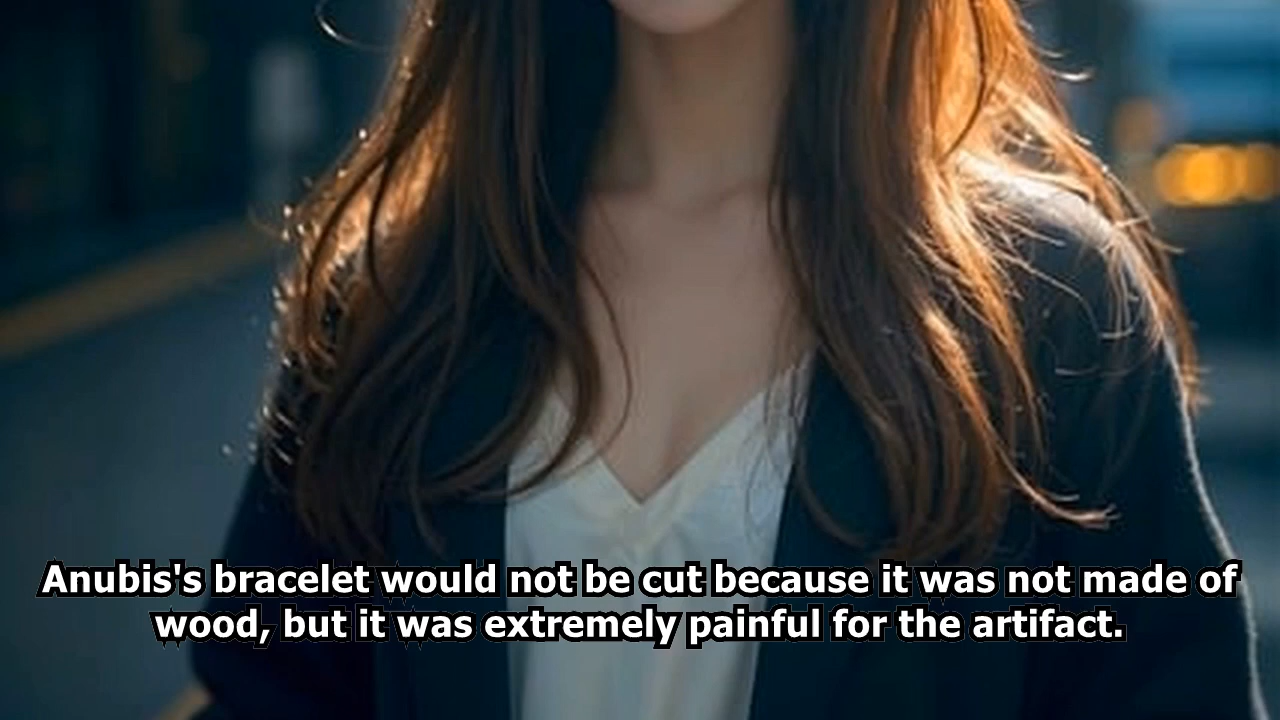 Anubis's bracelet would not be cut because it was not made of
wood, but it was extremely painful for the artifact.